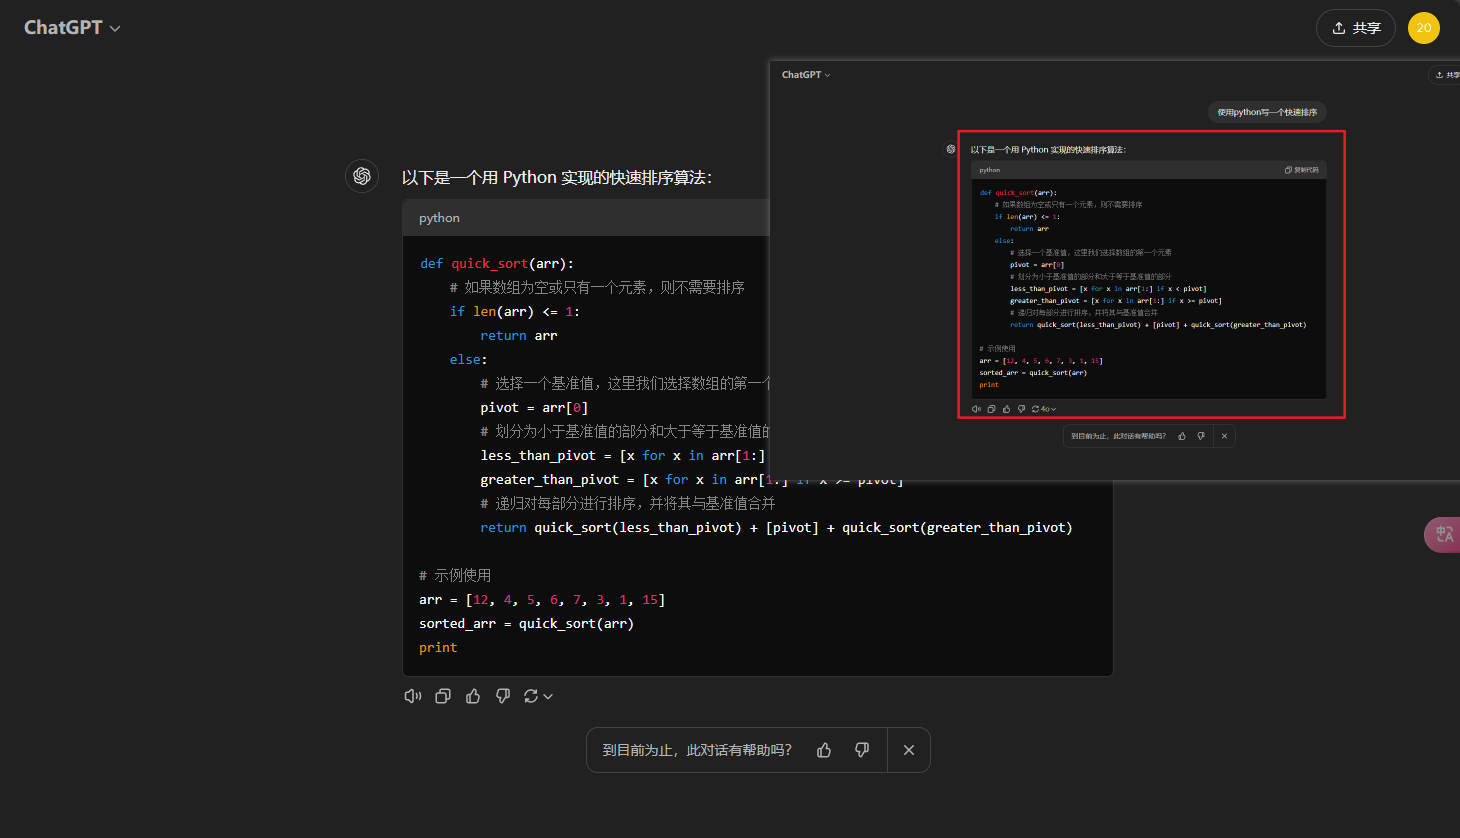 ChatGPT
共享
20
以下是一个用 Python 实现的快速排序算法：
python
def quick_sort(arr):
    # 如果数组为空或只有一个元素，则不需要排序
    if len(arr) <= 1:
        return arr
    else:
        # 选择一个基准值，这里我们选择数组的第一个
        pivot = arr[0]
        # 划分为小于基准值的部分和大于等于基准值的
        less_than_pivot = [x for x in arr[1:]
        greater_than_pivot = [x for x in arr[1:] if x >= pivot]
        # 递归对每部分进行排序，并将其与基准值合并
        return quick_sort(less_than_pivot) + [pivot] + quick_sort(greater_than_pivot)
# 示例使用
arr = [12, 4, 5, 6, 7, 3, 1, 15]
sorted_arr = quick_sort(arr)
print
到目前为止，此对话有帮助吗？
ChatGPT
共享
使用python写一个快速排序
以下是一个用 Python 实现的快速排序算法：
python
复制代码
def quick_sort(arr):
    # 如果数组为空或只有一个元素，则不需要排序
    if len(arr) <= 1:
        return arr
    else:
        # 选择一个基准值，这里我们选择数组的第一个元素
        pivot = arr[0]
        # 划分为小于基准值的部分和大于等于基准值的部分
        less_than_pivot = [x for x in arr[1:] if x < pivot]
        greater_than_pivot = [x for x in arr[1:] if x >= pivot]
        # 递归对每部分进行排序，并将其与基准值合并
        return quick_sort(less_than_pivot) + [pivot] + quick_sort(greater_than_pivot)
# 示例使用
arr = [12, 4, 5, 6, 7, 3, 1, 15]
sorted_arr = quick_sort(arr)
print
4o
到目前为止，此对话有帮助吗？